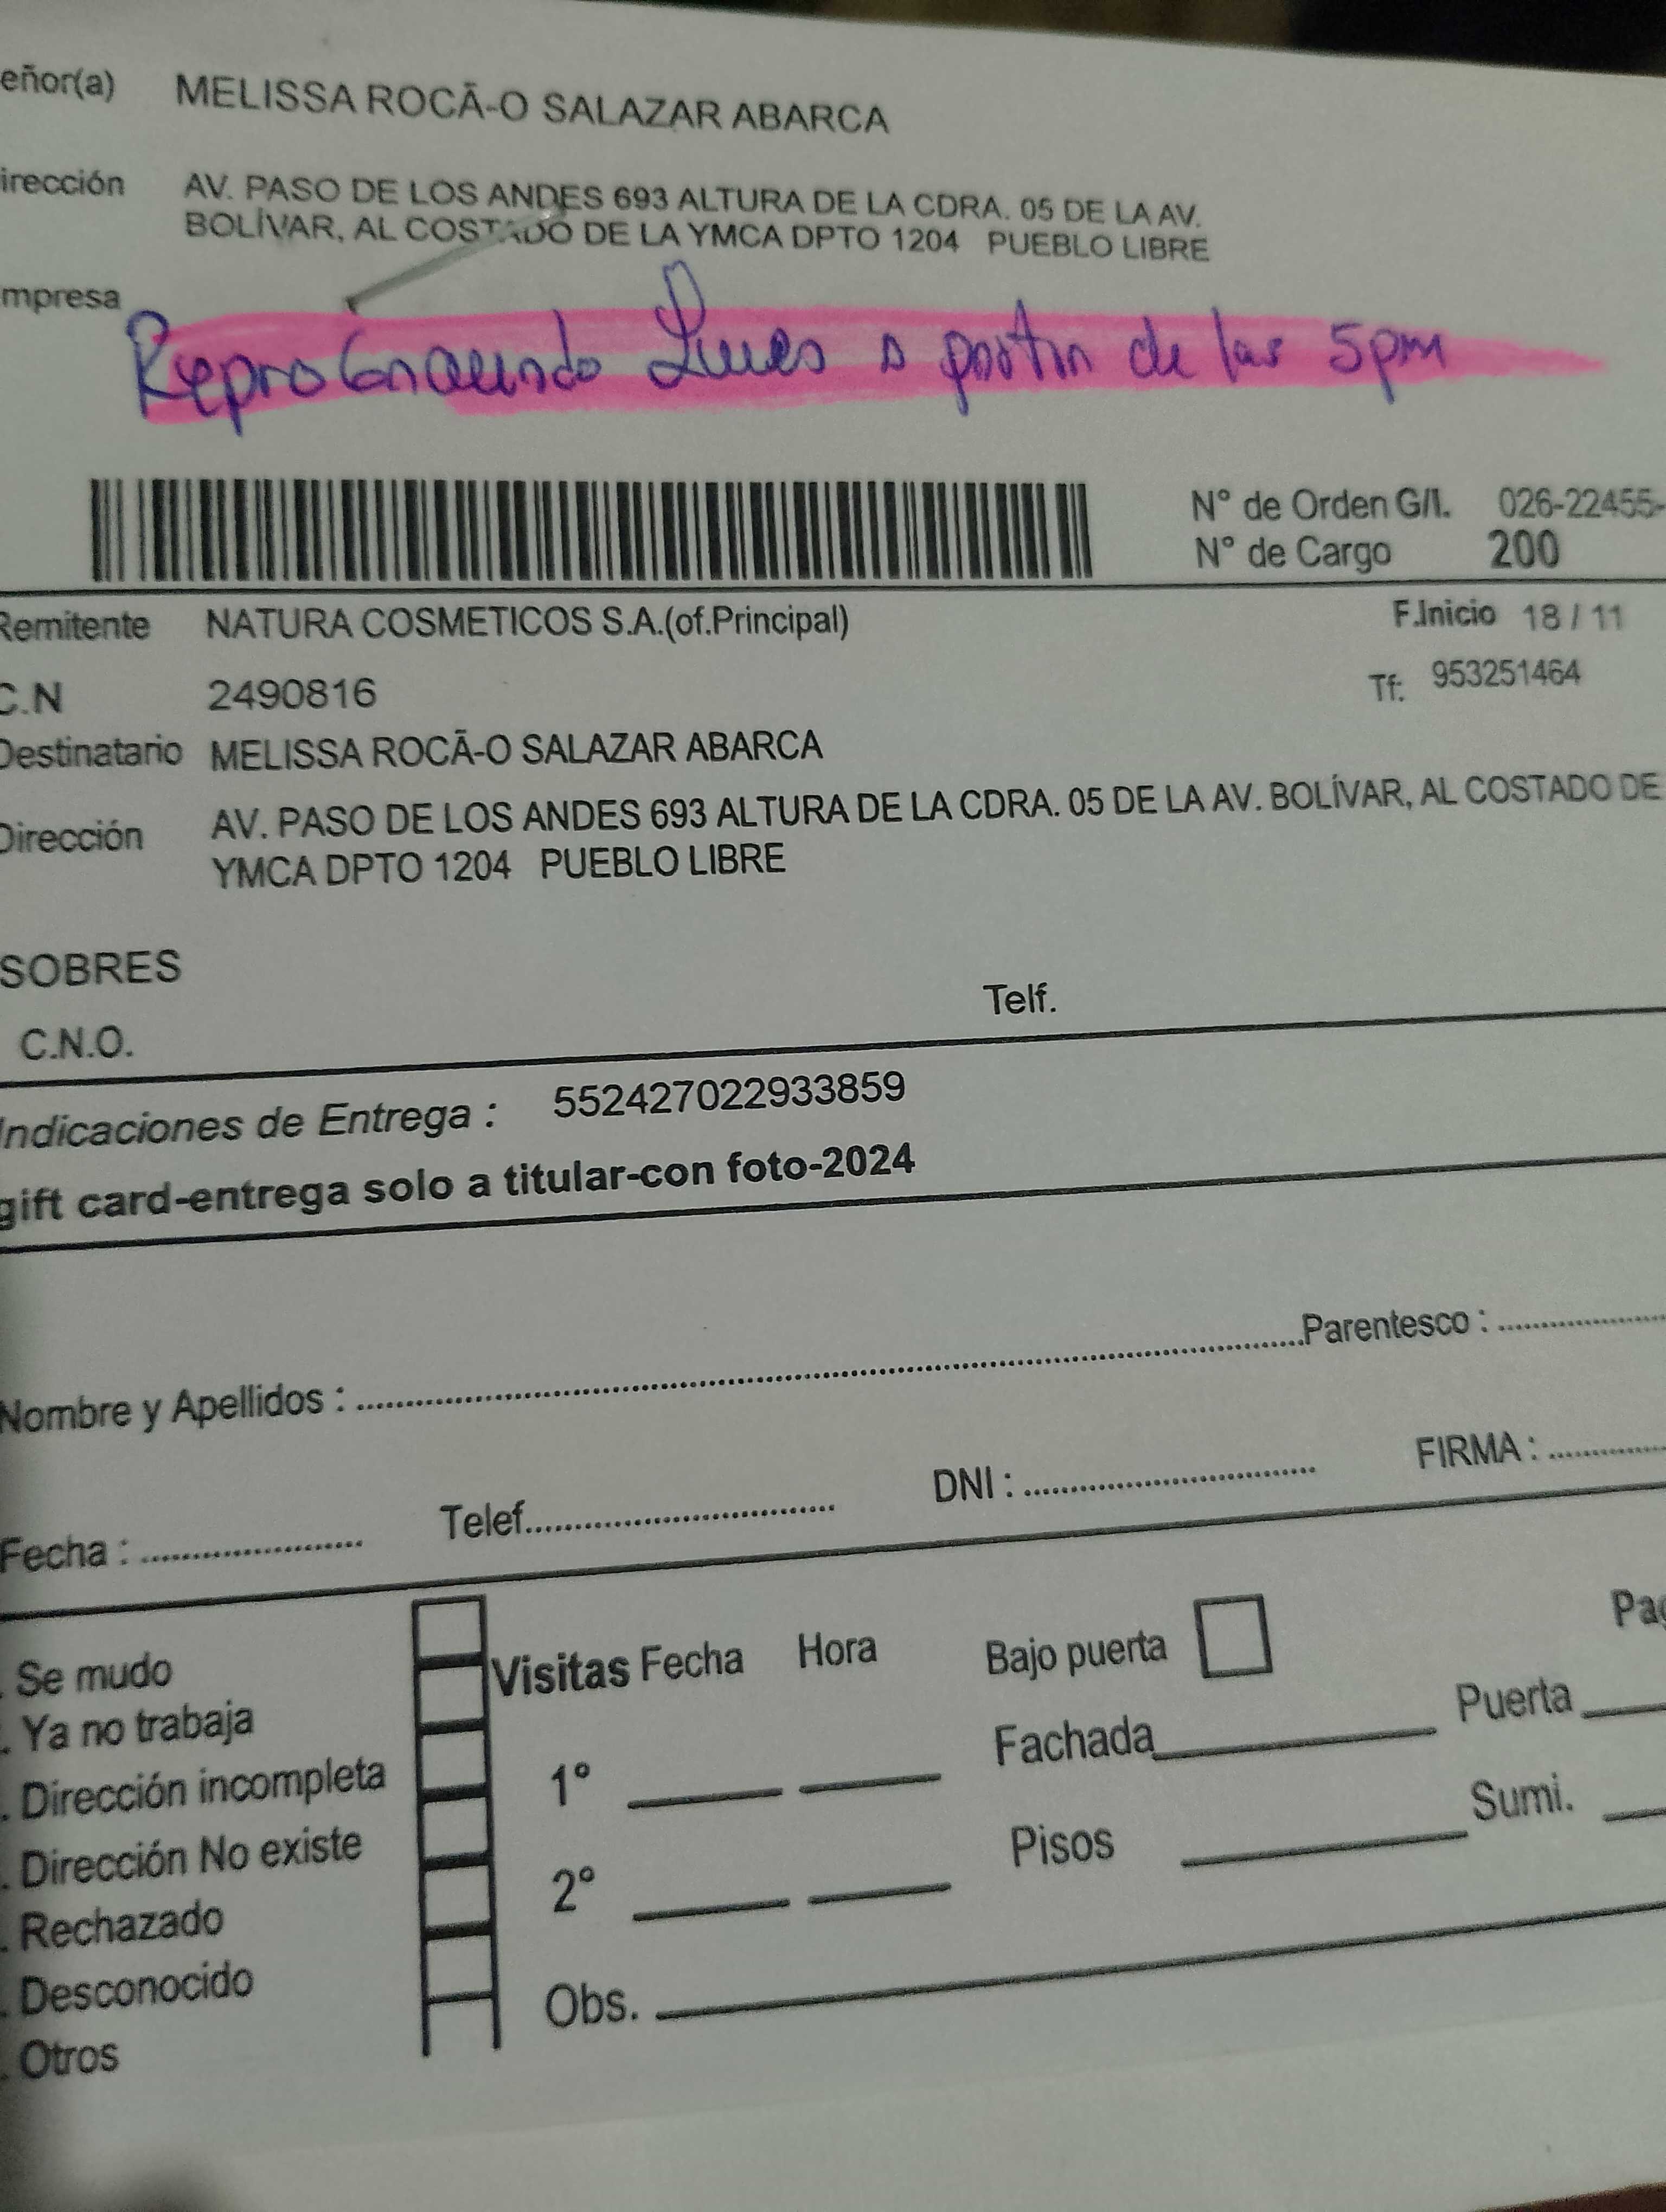 eñor(a) MELISSA ROCÃ-O SALAZAR ABARCA
irección AV. PASO DE LOS ANDES 693 ALTURA DE LA CDRA. 05 DE LA AV.
BOLÍVAR, AL COSTADO DE LA YMCA DPTO 1204 PUEBLO LIBRE
mpresa
Lunes a partir de las 5pm
N° de Orden G/I. 026-22455-
N° de Cargo 200
Remitente NATURA COSMETICOS S.A.(of.Principal) F.Inicio 18 / 11
C.N 2490816 Tf: 953251464
Destinatario MELISSA ROCÃ-O SALAZAR ABARCA
Dirección AV. PASO DE LOS ANDES 693 ALTURA DE LA CDRA. 05 DE LA AV. BOLÍVAR, AL COSTADO DE
YMCA DPTO 1204 PUEBLO LIBRE
SOBRES
C.N.O. Telf.
Indicaciones de Entrega : 552427022933859
gift card-entrega solo a titular-con foto-2024
Nombre y Apellidos : Parentesco :
Fecha : Telef. DNI : FIRMA :
. Se mudo Visitas Fecha Hora Bajo puerta Pag
. Ya no trabaja Fachada Puerta
. Dirección incompleta 1°
. Dirección No existe Pisos Sumi.
. Rechazado 2°
. Desconocido
. Otros Obs.